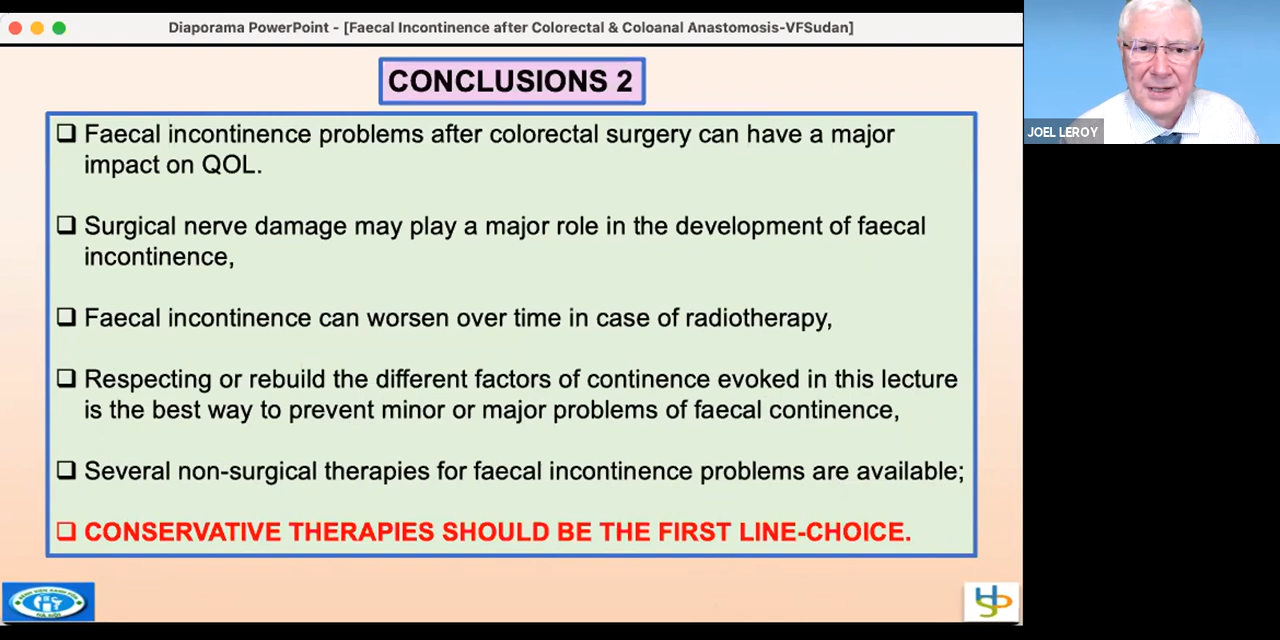 Diaporama PowerPoint - [Faecal Incontinence after Colorectal & Coloanal Anastomosis-VFSudan]
CONCLUSIONS 2
Faecal incontinence problems after colorectal surgery can have a major
impact on QOL.
Surgical nerve damage may play a major role in the development of faecal
incontinence,
Faecal incontinence can worsen over time in case of radiotherapy,
Respecting or rebuild the different factors of continence evoked in this lecture
is the best way to prevent minor or major problems of faecal continence,
Several non-surgical therapies for faecal incontinence problems are available;
CONSERVATIVE THERAPIES SHOULD BE THE FIRST LINE-CHOICE.
JOEL LEROY